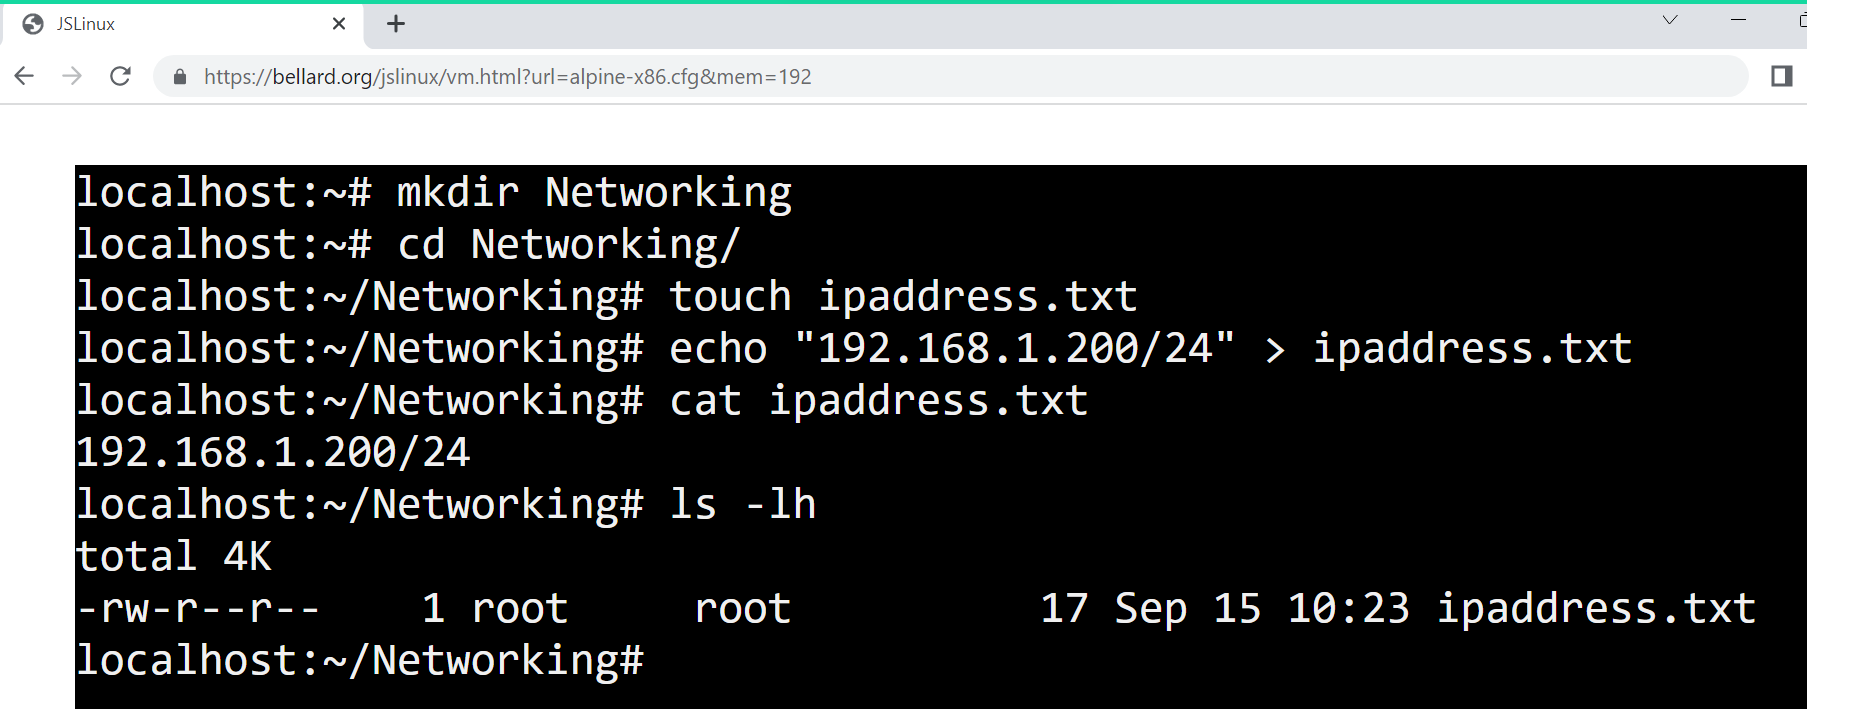 JSLinux
https://bellard.org/jslinux/vm.html?url=alpine-x86.cfg&mem=192
localhost:~# mkdir Networking
localhost:~# cd Networking/
localhost:~/Networking# touch ipaddress.txt
localhost:~/Networking# echo "192.168.1.200/24" > ipaddress.txt
localhost:~/Networking# cat ipaddress.txt
192.168.1.200/24
localhost:~/Networking# ls -lh
total 4K
-rw-r--r--    1 root     root          17 Sep 15 10:23 ipaddress.txt
localhost:~/Networking#